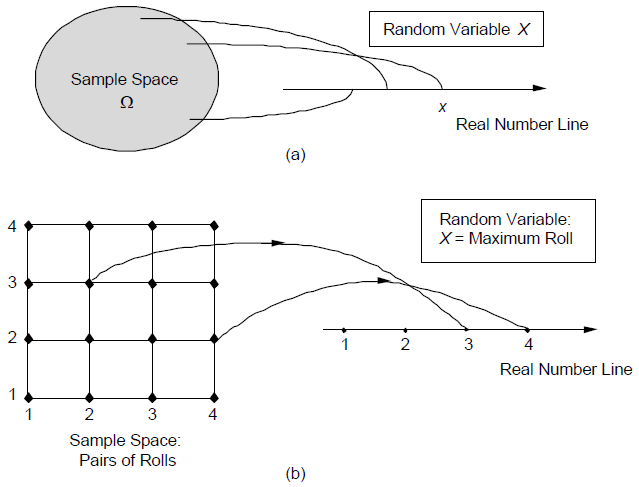 Random Variable X
Sample Space
Ω
x
Real Number Line
(a)
Random Variable:
X = Maximum Roll
4
3
2
1
1 2 3 4
1 2 3 4
Real Number Line
Sample Space:
Pairs of Rolls
(b)